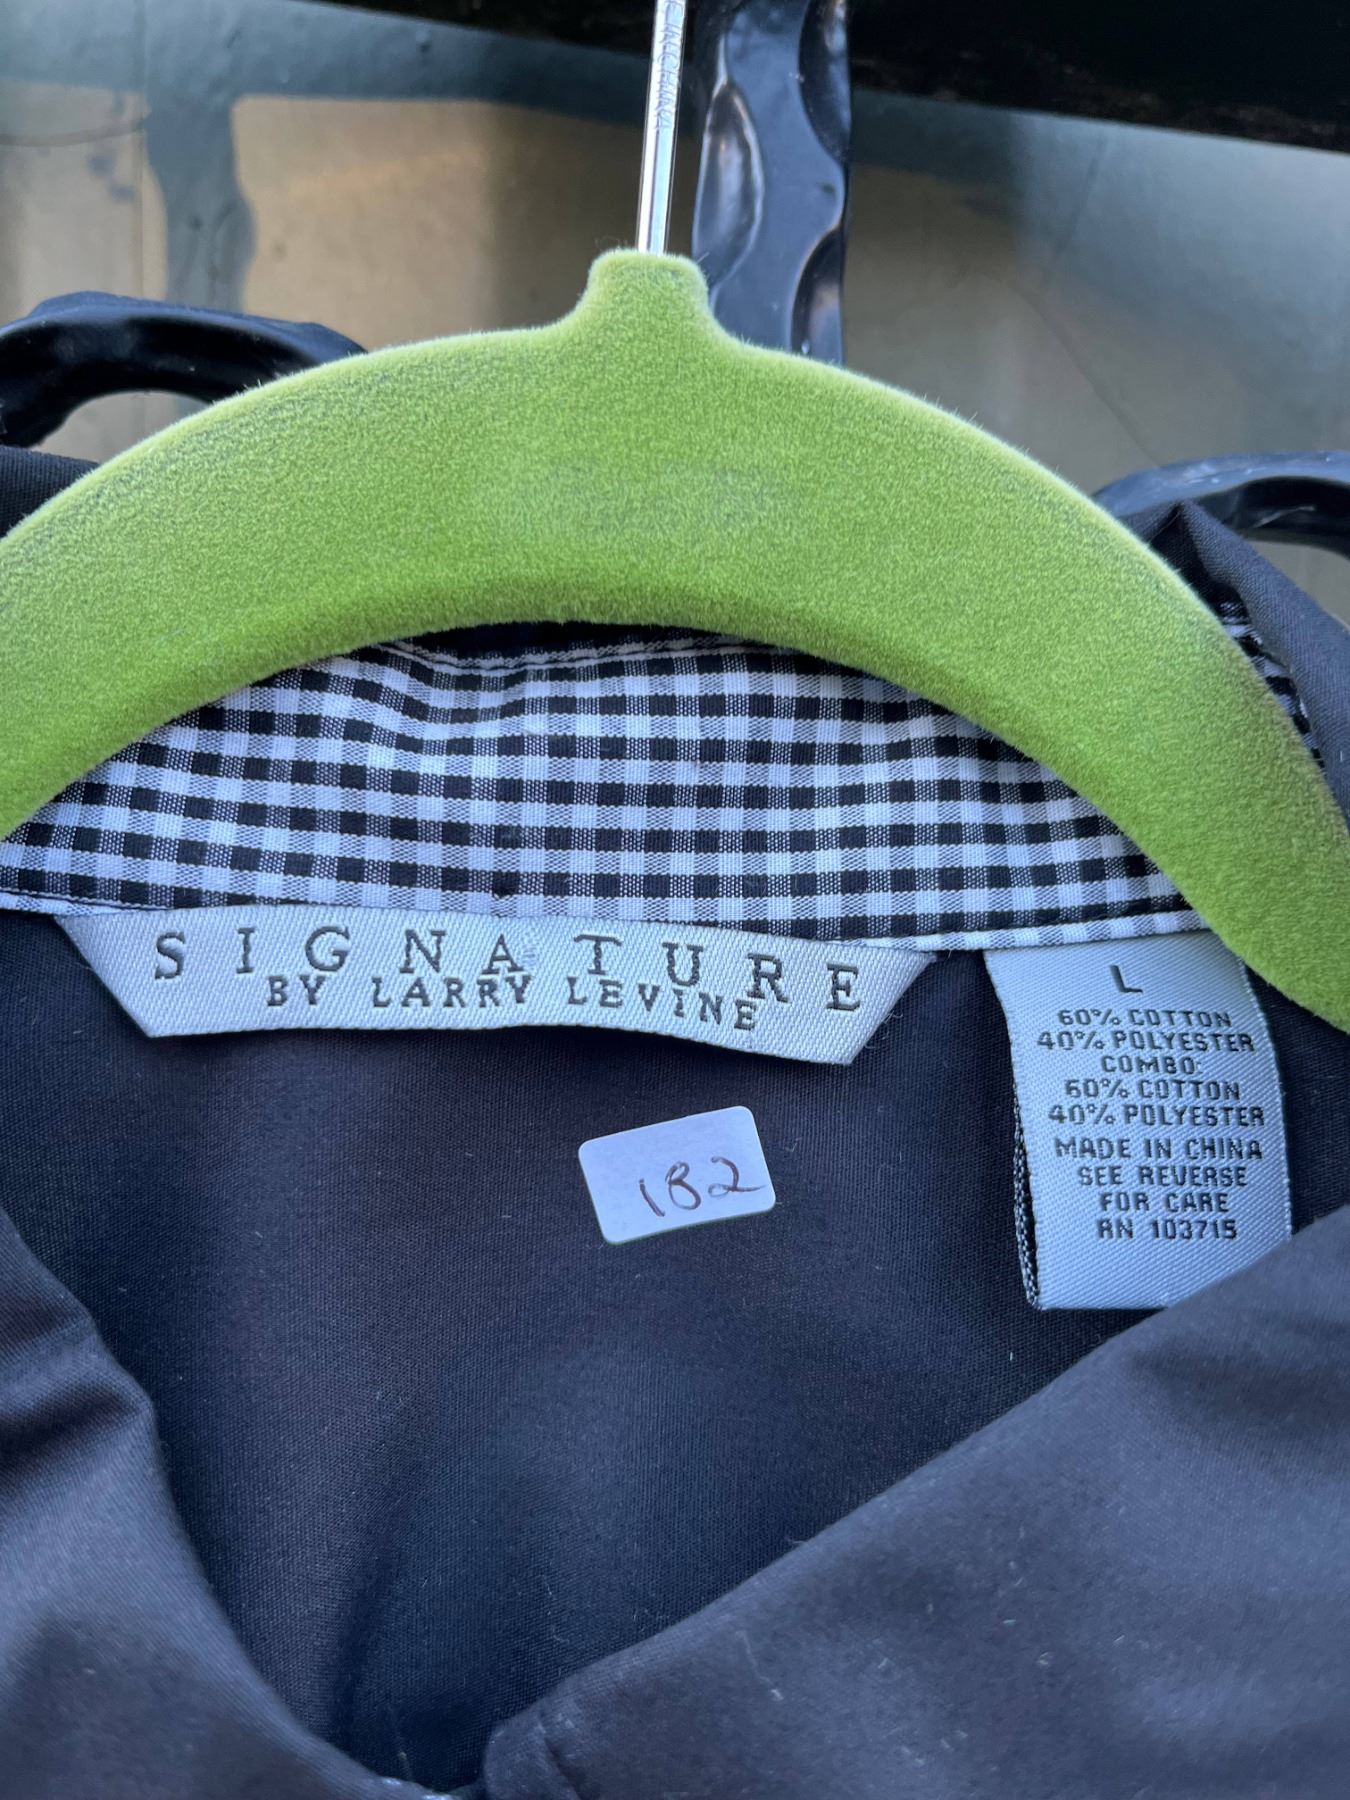 SIGNATURE
BY LARRY LEVINE
L
60% COTTON
40% POLYESTER
COMBO:
60% COTTON
40% POLYESTER
MADE IN CHINA
SEE REVERSE
FOR CARE
RN 103715
182